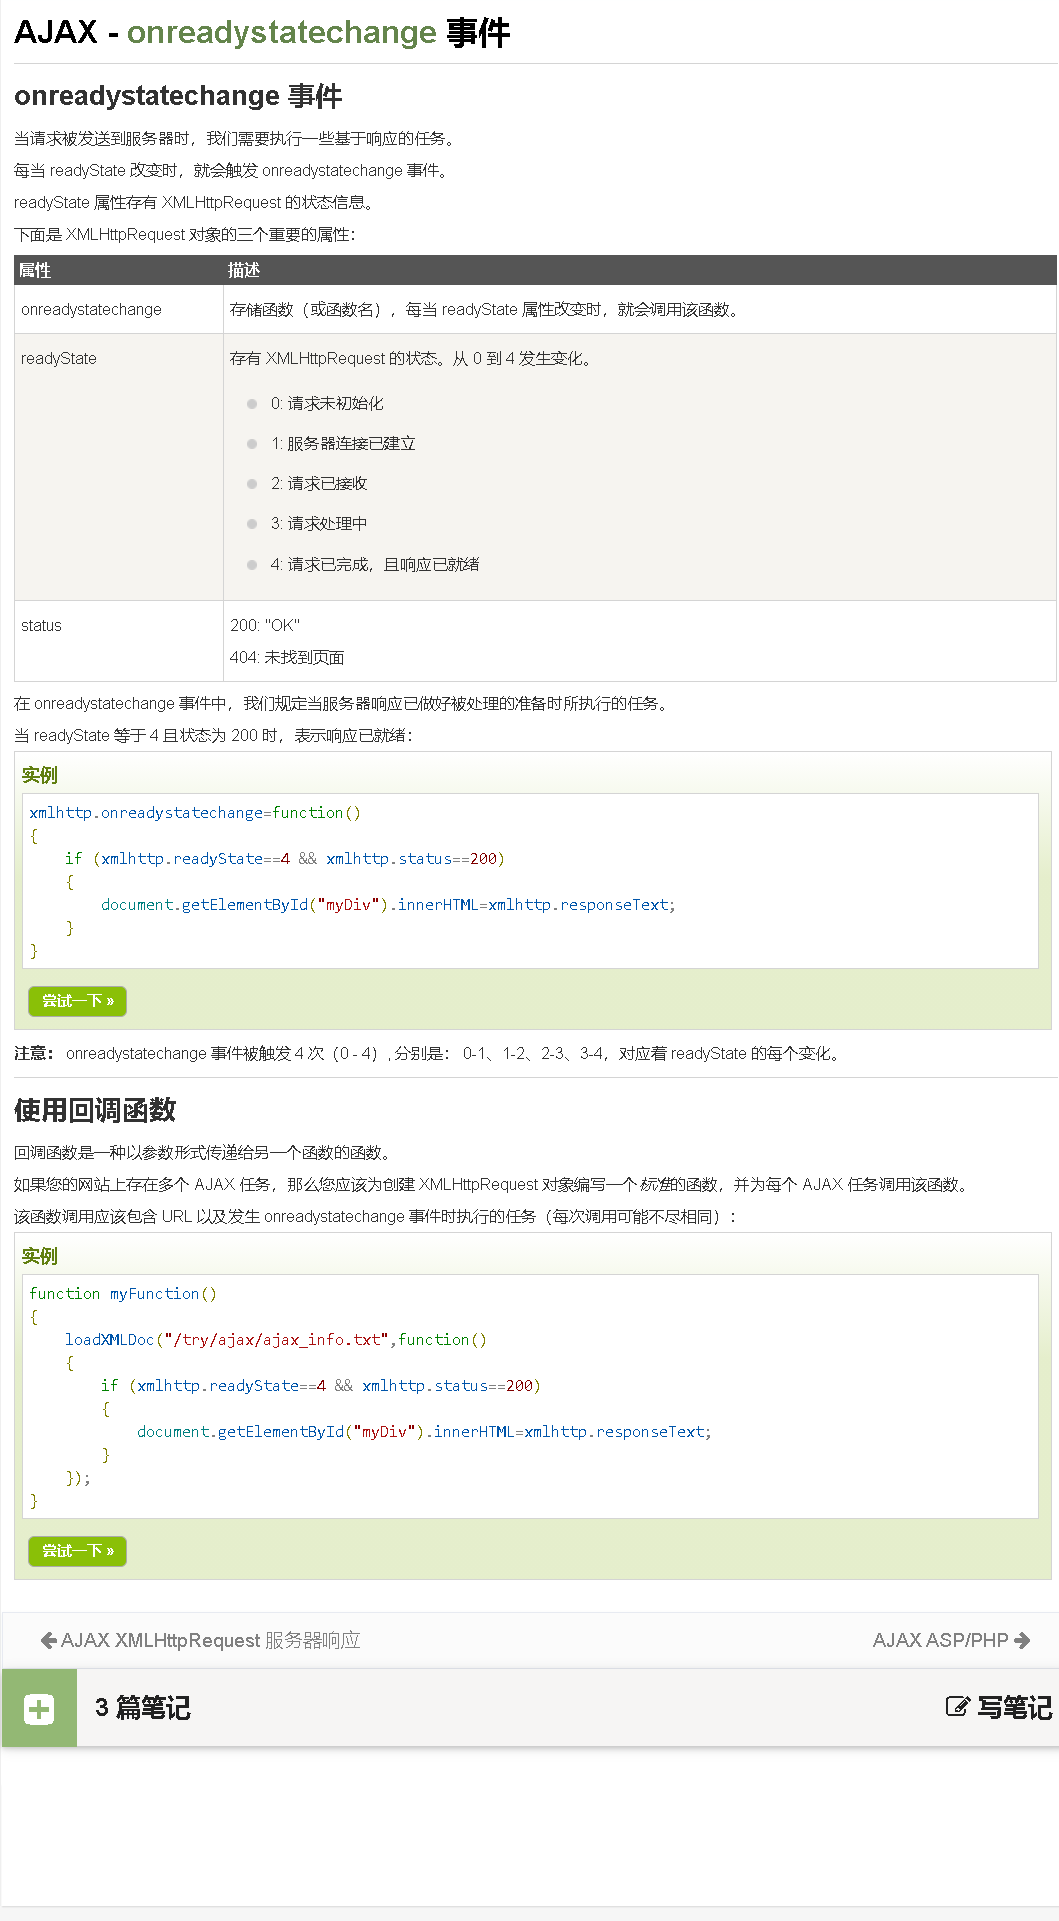 AJAX - onreadystatechange 事件
onreadystatechange 事件
当请求被发送到服务器时，我们需要执行一些基于响应的任务。
每当 readyState 改变时，就会触发 onreadystatechange 事件。
readyState 属性存有 XMLHttpRequest 的状态信息。
下面是 XMLHttpRequest 对象的三个重要的属性：
属性 描述
onreadystatechange 存储函数（或函数名），每当 readyState 属性改变时，就会调用该函数。
readyState 存有 XMLHttpRequest 的状态。从 0 到 4 发生变化。
0: 请求未初始化
1: 服务器连接已建立
2: 请求已接收
3: 请求处理中
4: 请求已完成，且响应已就绪
status 200: "OK"
404: 未找到页面
在 onreadystatechange 事件中，我们规定当服务器响应已做好被处理的准备时所执行的任务。
当 readyState 等于 4 且状态为 200 时，表示响应已就绪：
实例
xmlhttp.onreadystatechange=function()
{
    if (xmlhttp.readyState==4 && xmlhttp.status==200)
    {
        document.getElementById("myDiv").innerHTML=xmlhttp.responseText;
    }
}
尝试一下 »
注意： onreadystatechange 事件被触发 4 次（0 - 4）, 分别是： 0-1、1-2、2-3、3-4，对应着 readyState 的每个变化。
使用回调函数
回调函数是一种以参数形式传递给另一个函数的函数。
如果您的网站上存在多个 AJAX 任务，那么您应该为创建 XMLHttpRequest 对象编写一个标准的函数，并为每个 AJAX 任务调用该函数。
该函数调用应该包含 URL 以及发生 onreadystatechange 事件时执行的任务（每次调用可能不尽相同）：
实例
function myFunction()
{
    loadXMLDoc("/try/ajax/ajax_info.txt",function()
    {
        if (xmlhttp.readyState==4 && xmlhttp.status==200)
        {
            document.getElementById("myDiv").innerHTML=xmlhttp.responseText;
        }
    });
}
尝试一下 »
AJAX XMLHttpRequest 服务器响应 AJAX ASP/PHP
3 篇笔记 写笔记